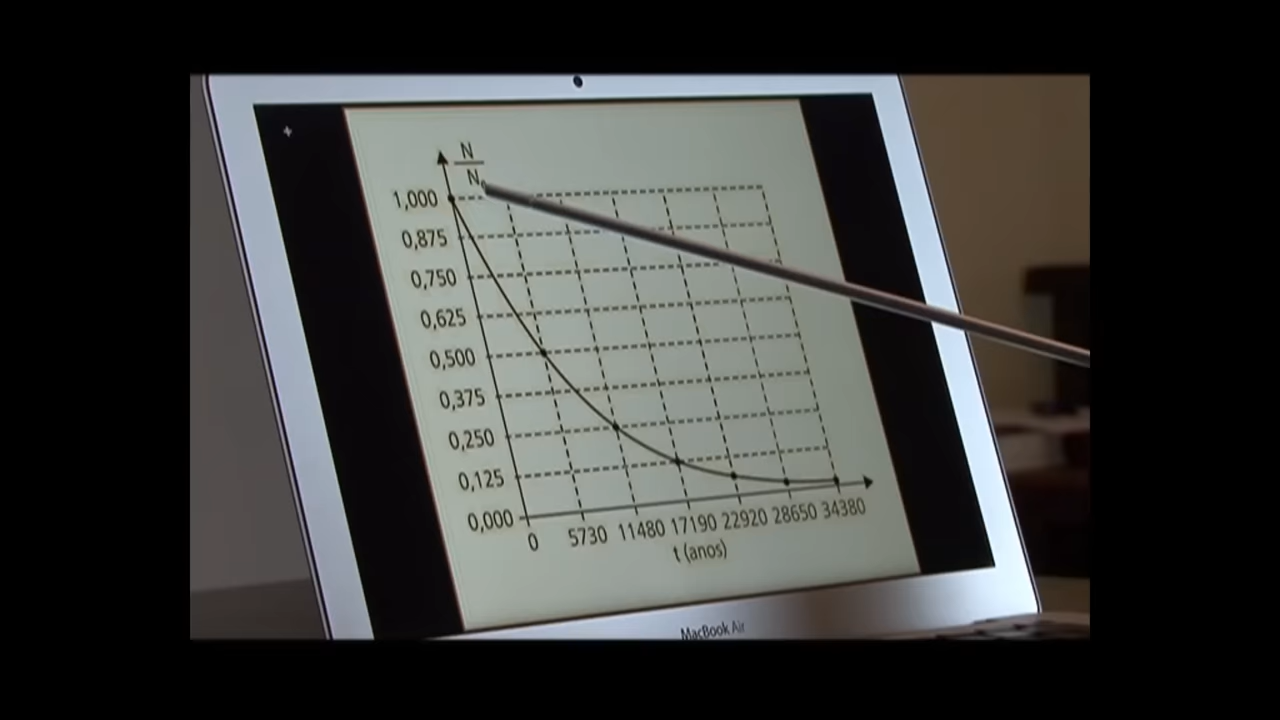 N
N₀
1,000
0,875
0,750
0,625
0,500
0,375
0,250
0,125
0,000
0 5730 11480 17190 22920 28650 34380
t (anos)
MacBook Air